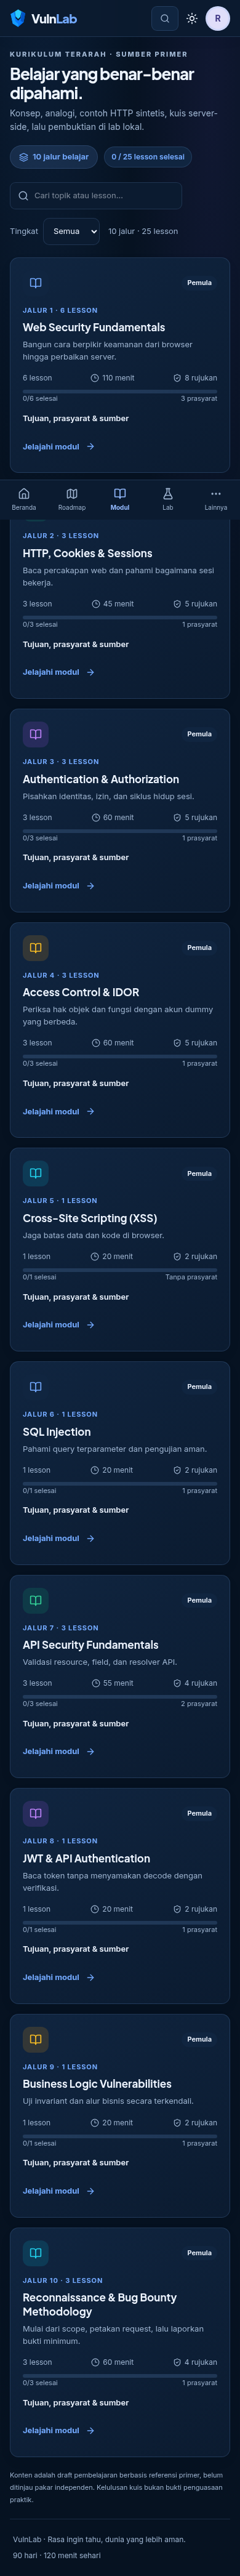 VulnLab
R
KURIKULUM TERARAH · SUMBER PRIMER
Belajar yang benar-benar
dipahami.
Konsep, analogi, contoh HTTP sintetis, kuis server-
side, lalu pembuktian di lab lokal.
10 jalur belajar
0 / 25 lesson selesai
Cari topik atau lesson...
Tingkat
Semua
10 jalur · 25 lesson
Pemula
JALUR 1 · 6 LESSON
Web Security Fundamentals
Bangun cara berpikir keamanan dari browser
hingga perbaikan server.
6 lesson
110 menit
8 rujukan
0/6 selesai
3 prasyarat
Tujuan, prasyarat & sumber
Jelajahi modul
Beranda
Roadmap
Modul
Lab
Lainnya
JALUR 2 · 3 LESSON
HTTP, Cookies & Sessions
Baca percakapan web dan pahami bagaimana sesi
bekerja.
3 lesson
45 menit
5 rujukan
0/3 selesai
1 prasyarat
Tujuan, prasyarat & sumber
Jelajahi modul
Pemula
JALUR 3 · 3 LESSON
Authentication & Authorization
Pisahkan identitas, izin, dan siklus hidup sesi.
3 lesson
60 menit
5 rujukan
0/3 selesai
1 prasyarat
Tujuan, prasyarat & sumber
Jelajahi modul
Pemula
JALUR 4 · 3 LESSON
Access Control & IDOR
Periksa hak objek dan fungsi dengan akun dummy
yang berbeda.
3 lesson
60 menit
5 rujukan
0/3 selesai
1 prasyarat
Tujuan, prasyarat & sumber
Jelajahi modul
Pemula
JALUR 5 · 1 LESSON
Cross-Site Scripting (XSS)
Jaga batas data dan kode di browser.
1 lesson
20 menit
2 rujukan
0/1 selesai
Tanpa prasyarat
Tujuan, prasyarat & sumber
Jelajahi modul
Pemula
JALUR 6 · 1 LESSON
SQL Injection
Pahami query terparameter dan pengujian aman.
1 lesson
20 menit
2 rujukan
0/1 selesai
1 prasyarat
Tujuan, prasyarat & sumber
Jelajahi modul
Pemula
JALUR 7 · 3 LESSON
API Security Fundamentals
Validasi resource, field, dan resolver API.
3 lesson
55 menit
4 rujukan
0/3 selesai
2 prasyarat
Tujuan, prasyarat & sumber
Jelajahi modul
Pemula
JALUR 8 · 1 LESSON
JWT & API Authentication
Baca token tanpa menyamakan decode dengan
verifikasi.
1 lesson
20 menit
2 rujukan
0/1 selesai
1 prasyarat
Tujuan, prasyarat & sumber
Jelajahi modul
Pemula
JALUR 9 · 1 LESSON
Business Logic Vulnerabilities
Uji invarian dan alur bisnis secara terkendali.
1 lesson
20 menit
2 rujukan
0/1 selesai
1 prasyarat
Tujuan, prasyarat & sumber
Jelajahi modul
Pemula
JALUR 10 · 3 LESSON
Reconnaissance & Bug Bounty
Methodology
Mulai dari scope, petakan request, lalu laporkan
bukti minimum.
3 lesson
60 menit
4 rujukan
0/3 selesai
1 prasyarat
Tujuan, prasyarat & sumber
Jelajahi modul
Konten adalah draft pembelajaran berbasis referensi primer, belum
ditinjau pakar independen. Kelulusan kuis bukan bukti penguasaan
praktik.
VulnLab · Rasa ingin tahu, dunia yang lebih aman.
90 hari · 120 menit sehari